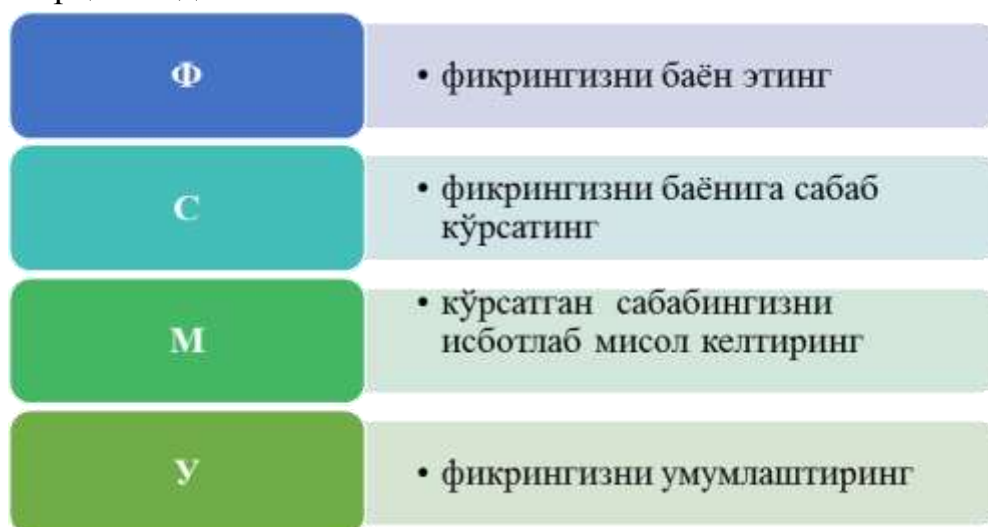 Ф
• фикрингизни баён этинг
С
• фикрингизни баёнига сабаб
кўрсатинг
М
• кўрсатган сабабингизни
исботлаб мисол келтиринг
У
• фикрингизни умумлаштиринг